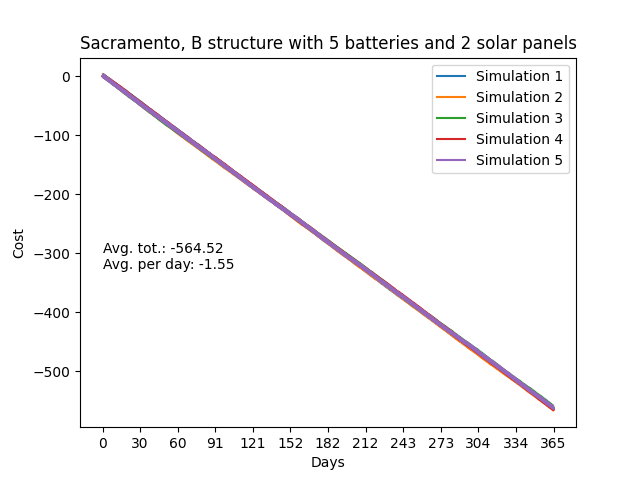 Sacramento, B structure with 5 batteries and 2 solar panels
Simulation 1
Simulation 2
Simulation 3
Simulation 4
Simulation 5
0
−100
−200
−300
−400
−500
Cost
Avg. tot.: -564.52
Avg. per day: -1.55
0 30 60 91 121 152 182 212 243 273 304 334 365
Days